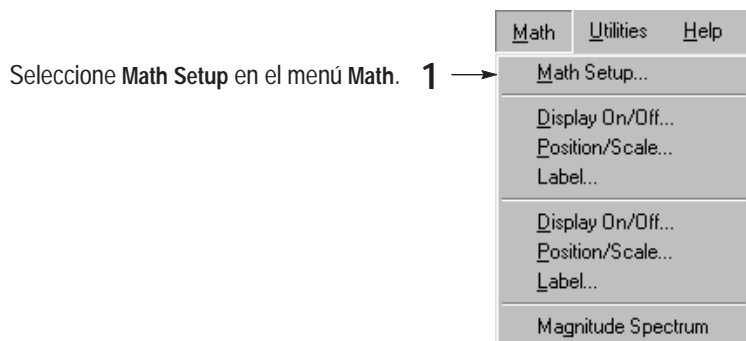 Math Utilities Help
Seleccione Math Setup en el menú Math. 1
Math Setup...
Display On/Off...
Position/Scale...
Label...
Display On/Off...
Position/Scale...
Label...
Magnitude Spectrum